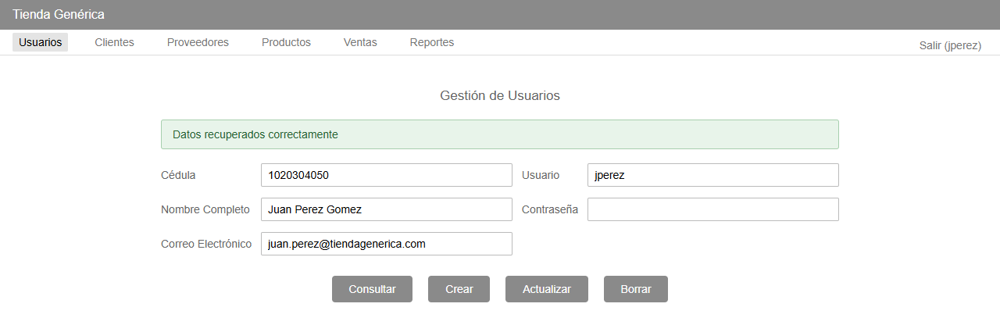 Tienda Genérica
Usuarios Clientes Proveedores Productos Ventas Reportes Salir (jperez)
Gestión de Usuarios
Datos recuperados correctamente
Cédula 1020304050 Usuario jperez
Nombre Completo Juan Perez Gomez Contraseña
Correo Electrónico juan.perez@tiendagenerica.com
Consultar Crear Actualizar Borrar